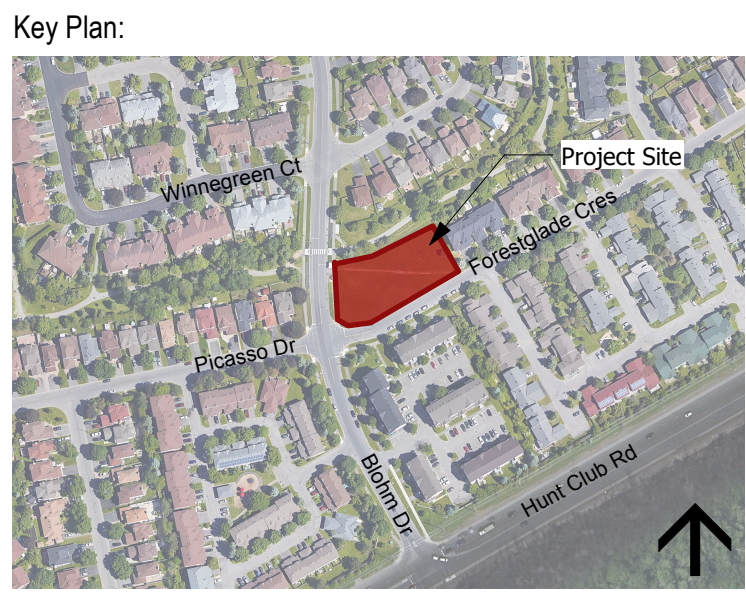 Key Plan:
Project Site
Winnegreen Ct
Forestglade Cres
Picasso Dr
Blohm Dr
Hunt Club Rd